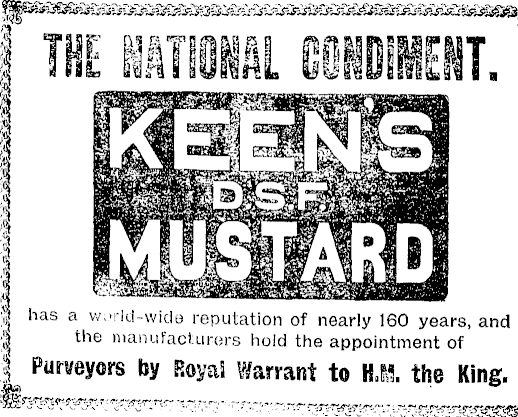 THE NATIONAL CONDIMENT.
KEEN'S
D.S.F.
MUSTARD
has a world-wide reputation of nearly 160 years, and
the manufacturers hold the appointment of
Purveyors by Royal Warrant to H.M. the King.